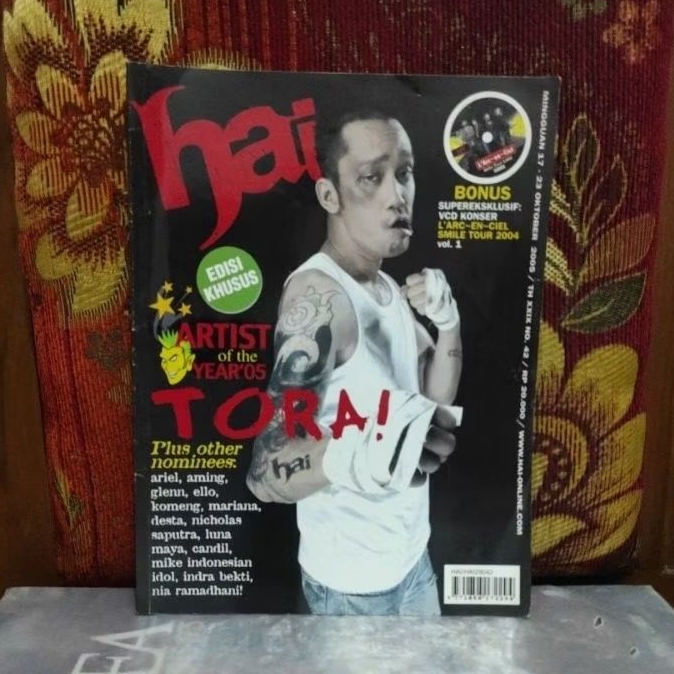 hai
BONUS
SUPEREKSKLUSIF:
VCD KONSER
L'ARC~EN~CIEL
SMILE TOUR 2004
vol. 1
MINGGUAN 17 - 23 OKTOBER 2005 / TH XXIX NO. 42 / RP 20.000 / WWW.HAI-ONLINE.COM
EDISI
KHUSUS
ARTIST
of the
YEAR'05
TORA!
Plus other
nominees:
ariel, aming,
glenn, ello,
komeng, mariana,
desta, nicholas
saputra, luna
maya, candil,
mike indonesian
idol, indra bekti,
nia ramadhani!
hai
EA